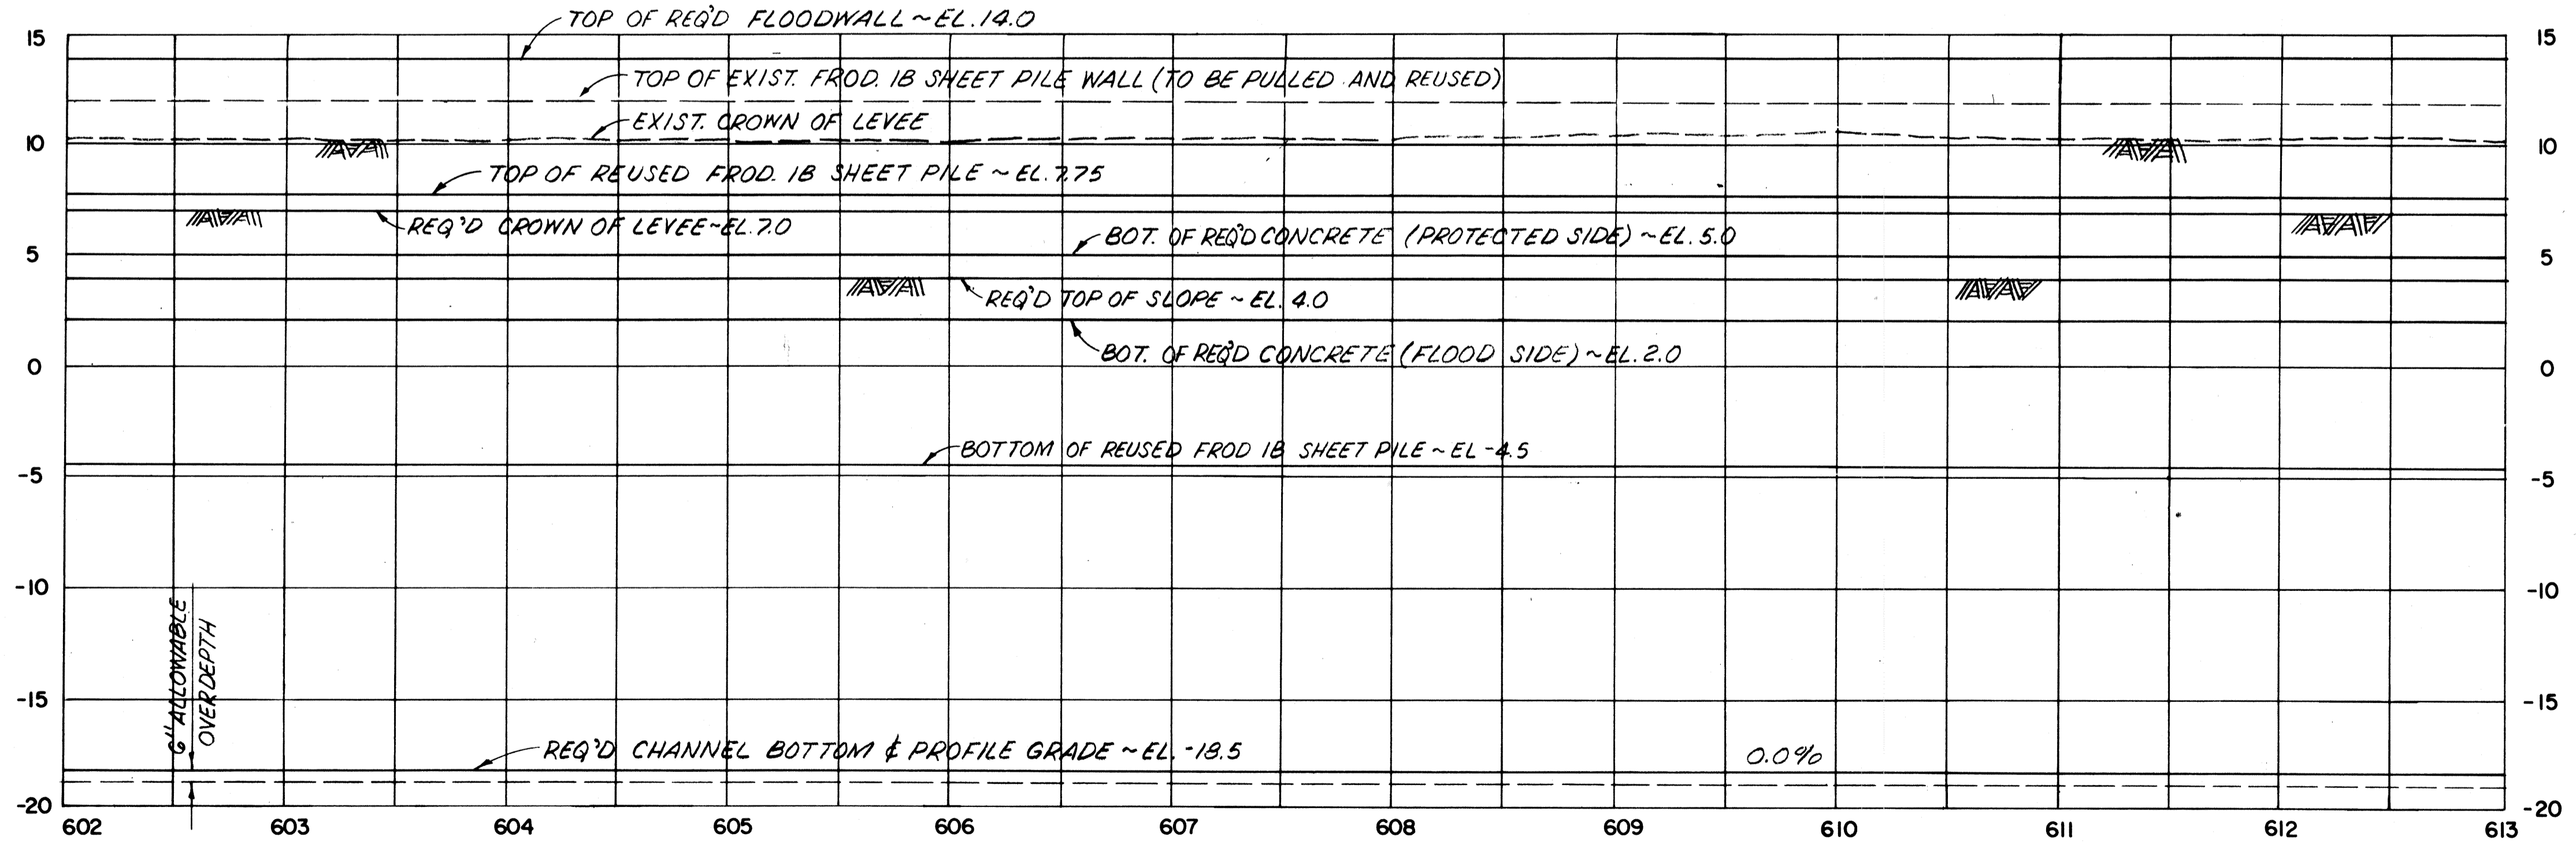 TOP OF REQ'D FLOODWALL ~ EL. 14.0
15 15
TOP OF EXIST. FROD. 1B SHEET PILE WALL (TO BE PULLED AND REUSED)
EXIST. CROWN OF LEVEE
10 10
TOP OF REUSED FROD. 1B SHEET PILE ~ EL. 7.75
REQ'D CROWN OF LEVEE ~ EL. 7.0
BOT. OF REQ'D CONCRETE (PROTECTED SIDE) ~ EL. 5.0
5 5
REQ'D TOP OF SLOPE ~ EL. 4.0
BOT. OF REQ'D CONCRETE (FLOOD SIDE) ~ EL. 2.0
0 0
BOTTOM OF REUSED FROD 1B SHEET PILE ~ EL -4.5
-5 -5
-10 -10
6" ALLOWABLE
OVERDEPTH
-15 -15
REQ'D CHANNEL BOTTOM ₵ PROFILE GRADE ~ EL. -18.5
0.0%
-20 -20
602 603 604 605 606 607 608 609 610 611 612 613